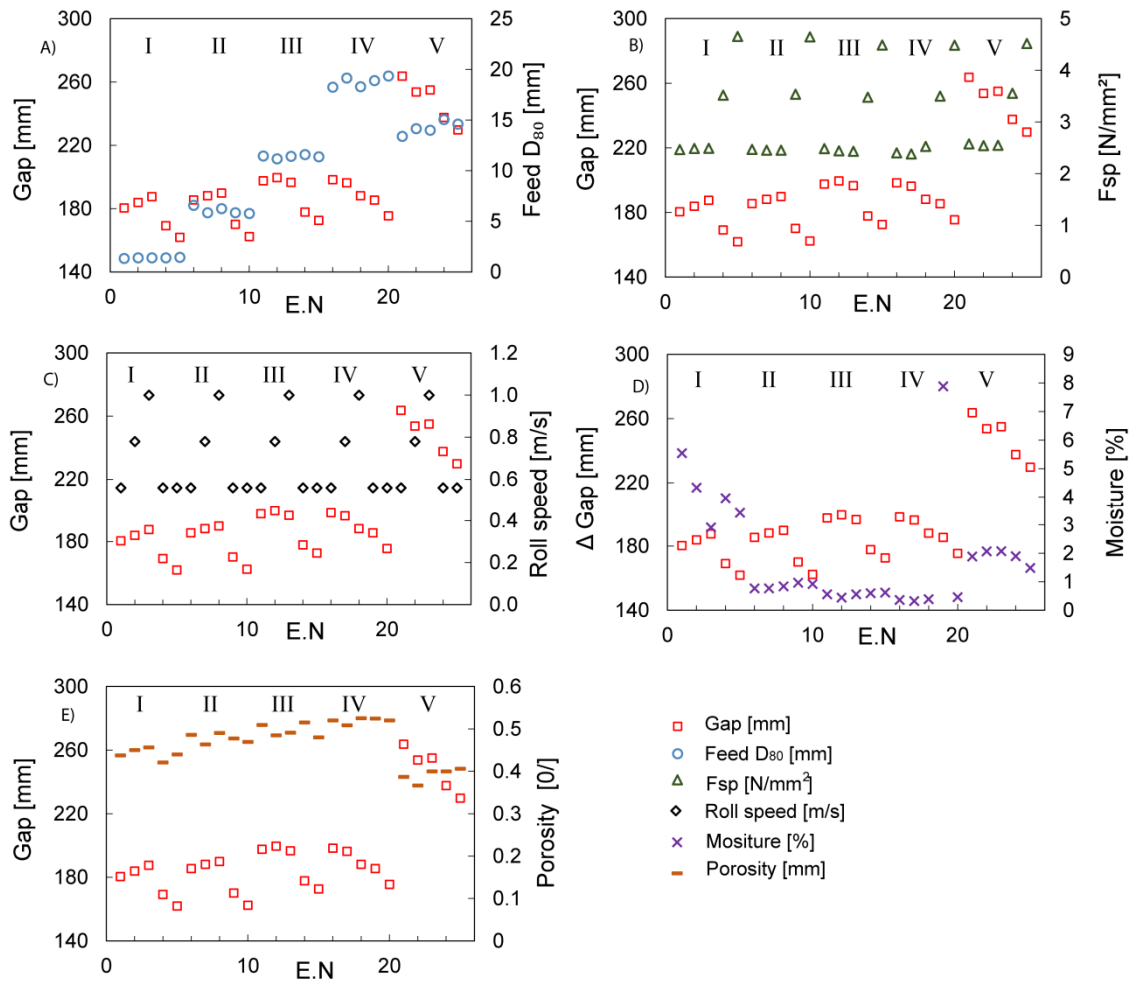 A)
I II III IV V
300
260
220
180
140
25
20
15
10
5
0
0 10 20
Gap [mm]
Feed D₈₀ [mm]
E.N
B)
I II III IV V
300
260
220
180
140
5
4
3
2
1
0
0 10 20
Gap [mm]
Fsp [N/mm²]
E.N
C)
I II III IV V
300
260
220
180
140
1.2
1.0
0.8
0.6
0.4
0.2
0.0
0 10 20
Gap [mm]
Roll speed [m/s]
E.N
D)
I II III IV V
300
260
220
180
140
9
8
7
6
5
4
3
2
1
0
0 10 20
Δ Gap [mm]
Moisture [%]
E.N
E)
I II III IV V
300
260
220
180
140
0.6
0.5
0.4
0.3
0.2
0.1
0
0 10 20
Gap [mm]
Porosity [0/]
E.N
Gap [mm]
Feed D₈₀ [mm]
Fsp [N/mm²]
Roll speed [m/s]
Mositure [%]
Porosity [mm]